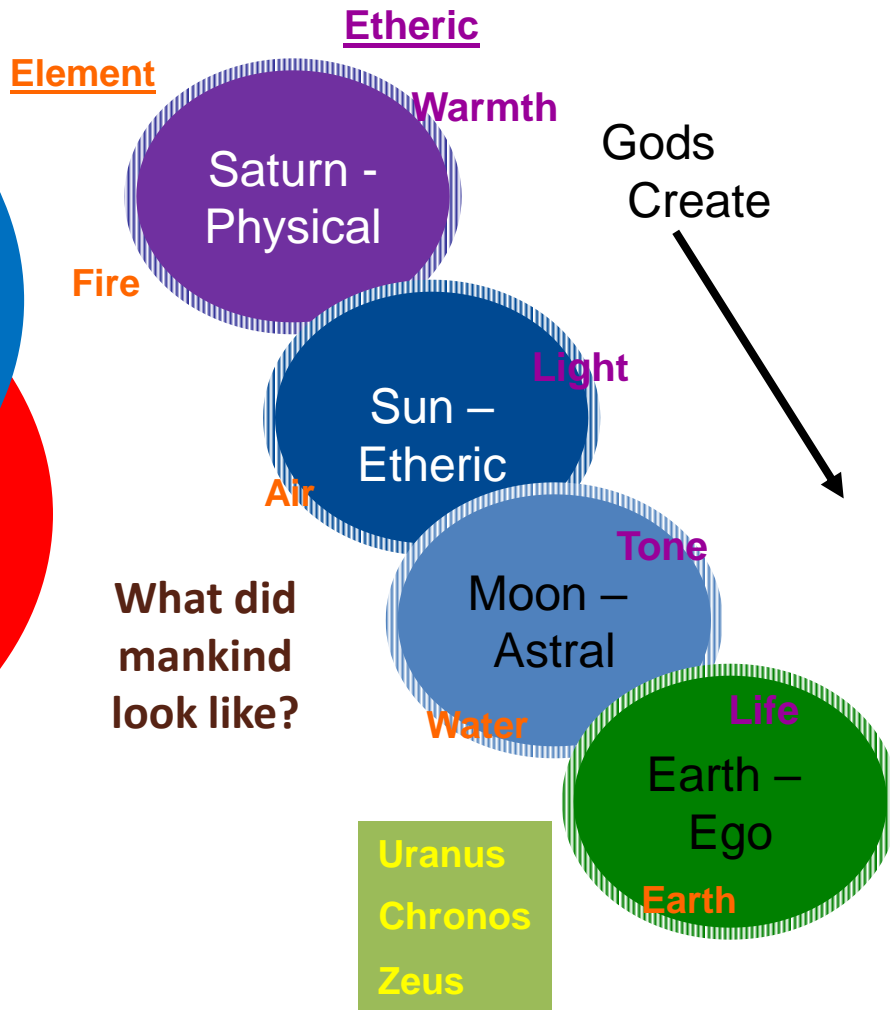 Etheric
Element
Warmth
Gods
Create
Saturn -
Physical
Fire
Light
Sun –
Etheric
Air
Tone
Moon –
Astral
What did
mankind
look like?
Water
Life
Earth –
Ego
Earth
Uranus
Chronos
Zeus